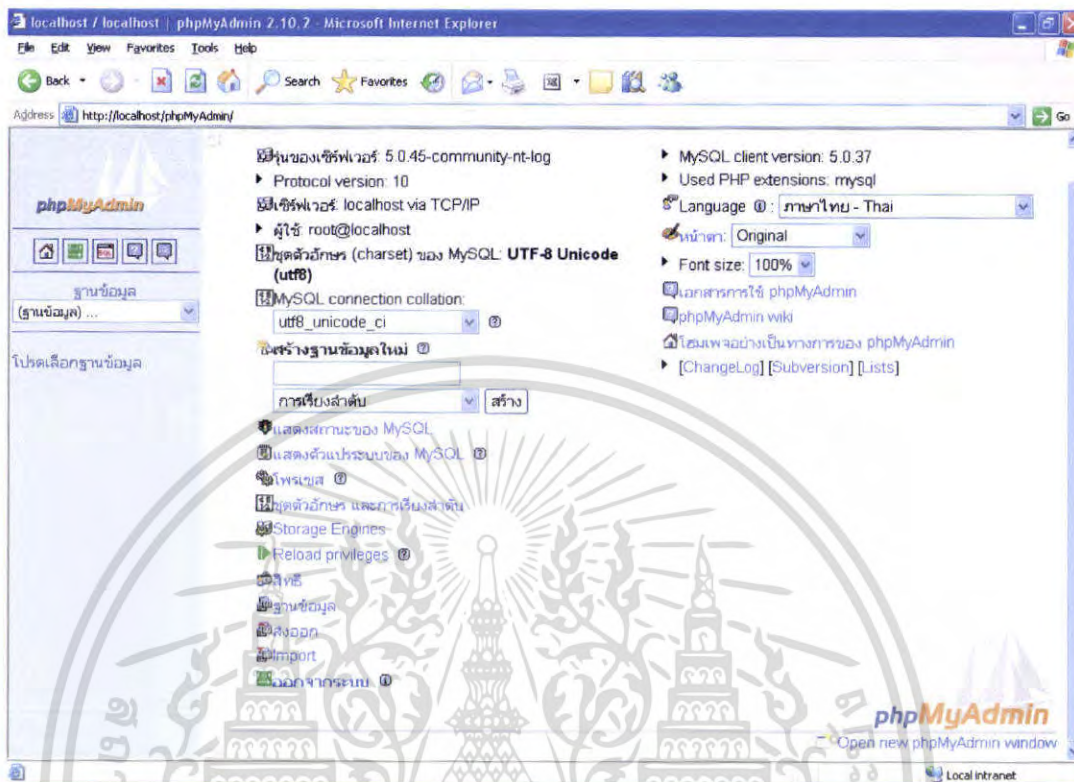 localhost / localhost | phpMyAdmin 2.10.2 - Microsoft Internet Explorer
File Edit View Favorites Tools Help
Back Search Favorites
Address http://localhost/phpMyAdmin/ Go
phpMyAdmin
ฐานข้อมูล
(ฐานข้อมูล) ...
โปรดเลือกฐานข้อมูล
รุ่นของเซิร์ฟเวอร์: 5.0.45-community-nt-log
Protocol version: 10
เซิร์ฟเวอร์: localhost via TCP/IP
ผู้ใช้: root@localhost
ชุดตัวอักษร (charset) ของ MySQL: UTF-8 Unicode
(utf8)
MySQL connection collation:
utf8_unicode_ci
สร้างฐานข้อมูลใหม่
การเรียงลำดับ สร้าง
แสดงสถานะของ MySQL
แสดงตัวแปรระบบของ MySQL
โพรเซส
ชุดตัวอักษร และการเรียงลำดับ
Storage Engines
Reload privileges
สิทธิ
ฐานข้อมูล
ส่งออก
Import
ออกจากระบบ
MySQL client version: 5.0.37
Used PHP extensions: mysql
Language : ภาษาไทย - Thai
หน้าตา: Original
Font size: 100%
เอกสารการใช้ phpMyAdmin
phpMyAdmin wiki
โฮมเพจอย่างเป็นทางการของ phpMyAdmin
[ChangeLog] [Subversion] [Lists]
phpMyAdmin
Open new phpMyAdmin window
Local intranet